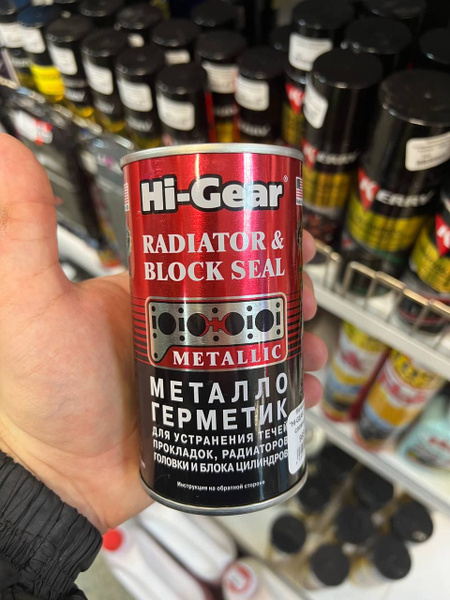 Hi-Gear®
RADIATOR &
BLOCK SEAL
METALLIC
МЕТАЛЛО
ГЕРМЕТИК
ДЛЯ УСТРАНЕНИЯ ТЕЧЕЙ
ПРОКЛАДОК, РАДИАТОРОВ
ГОЛОВКИ И БЛОКА ЦИЛИНДРОВ
Инструкция на обратной стороне
KERRY